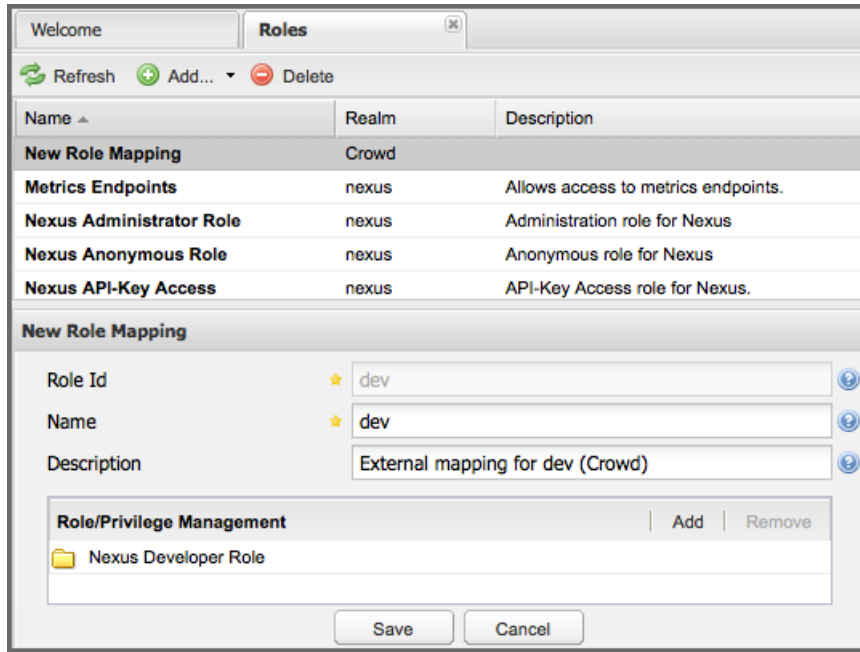 Welcome Roles
Refresh Add... Delete
Name Realm Description
New Role Mapping Crowd
Metrics Endpoints nexus Allows access to metrics endpoints.
Nexus Administrator Role nexus Administration role for Nexus
Nexus Anonymous Role nexus Anonymous role for Nexus
Nexus API-Key Access nexus API-Key Access role for Nexus.
New Role Mapping
Role Id dev
Name dev
Description External mapping for dev (Crowd)
Role/Privilege Management Add Remove
Nexus Developer Role
Save Cancel